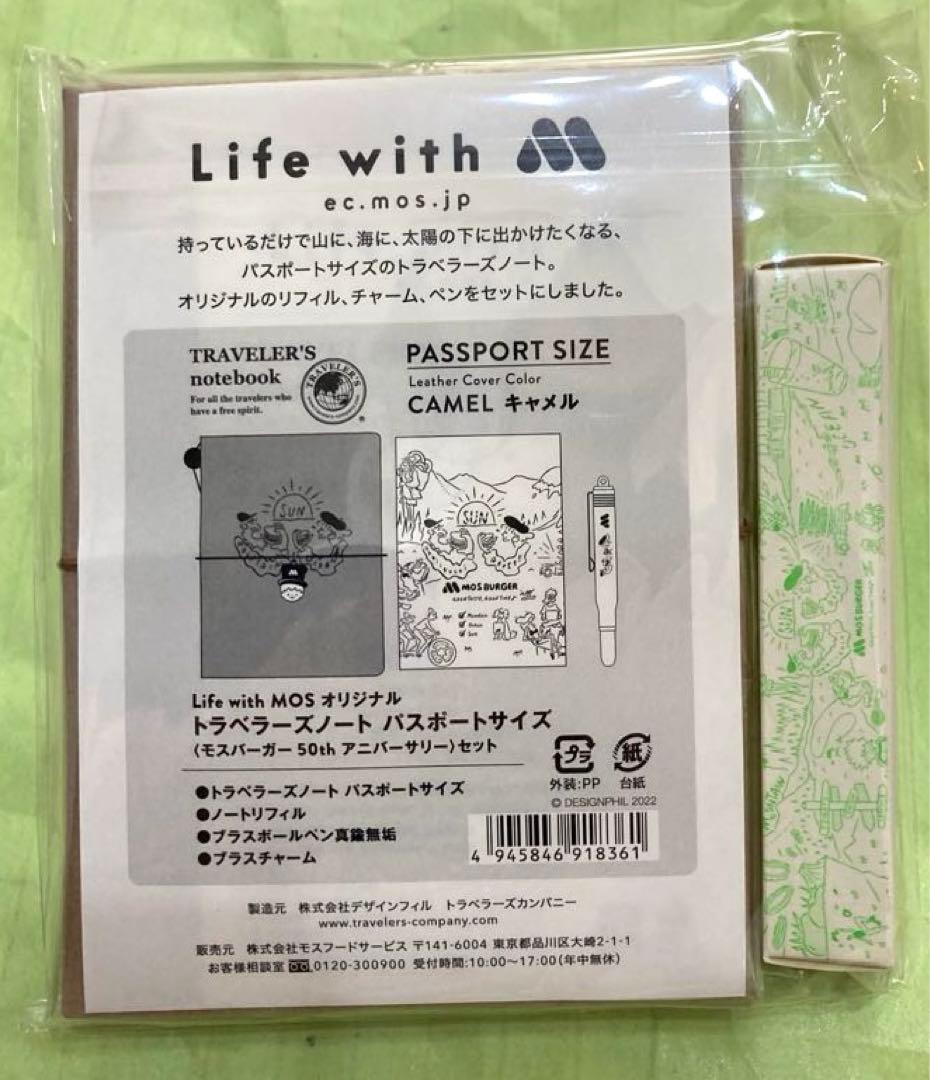 Life with
ec.mos.jp
持っているだけで山に、海に、太陽の下に出かけたくなる、
パスポートサイズのトラベラーズノート。
オリジナルのリフィル、チャーム、ペンをセットにしました。
TRAVELER'S
notebook
For all the travelers who
have a free spirit.
TRAVELER'S
PASSPORT SIZE
Leather Cover Color
CAMEL キャメル
SUN
SUN
MOS BURGER
Mountain
Ocean
Sun
Life with MOS オリジナル
トラベラーズノート パスポートサイズ
〈モスバーガー 50th アニバーサリー〉セット
●トラベラーズノート パスポートサイズ
●ノートリフィル
●ブラスボールペン真鍮無垢
●ブラスチャーム
プラ
紙
外装:PP
台紙
© DESIGNPHIL 2022
4 945846 918361
製造元 株式会社デザインフィル トラベラーズカンパニー
www.travelers-company.com
販売元 株式会社モスフードサービス 〒141-6004 東京都品川区大崎2-1-1
お客様相談室 0120-300900 受付時間:10:00〜17:00(年中無休)
SUN
MOS BURGER